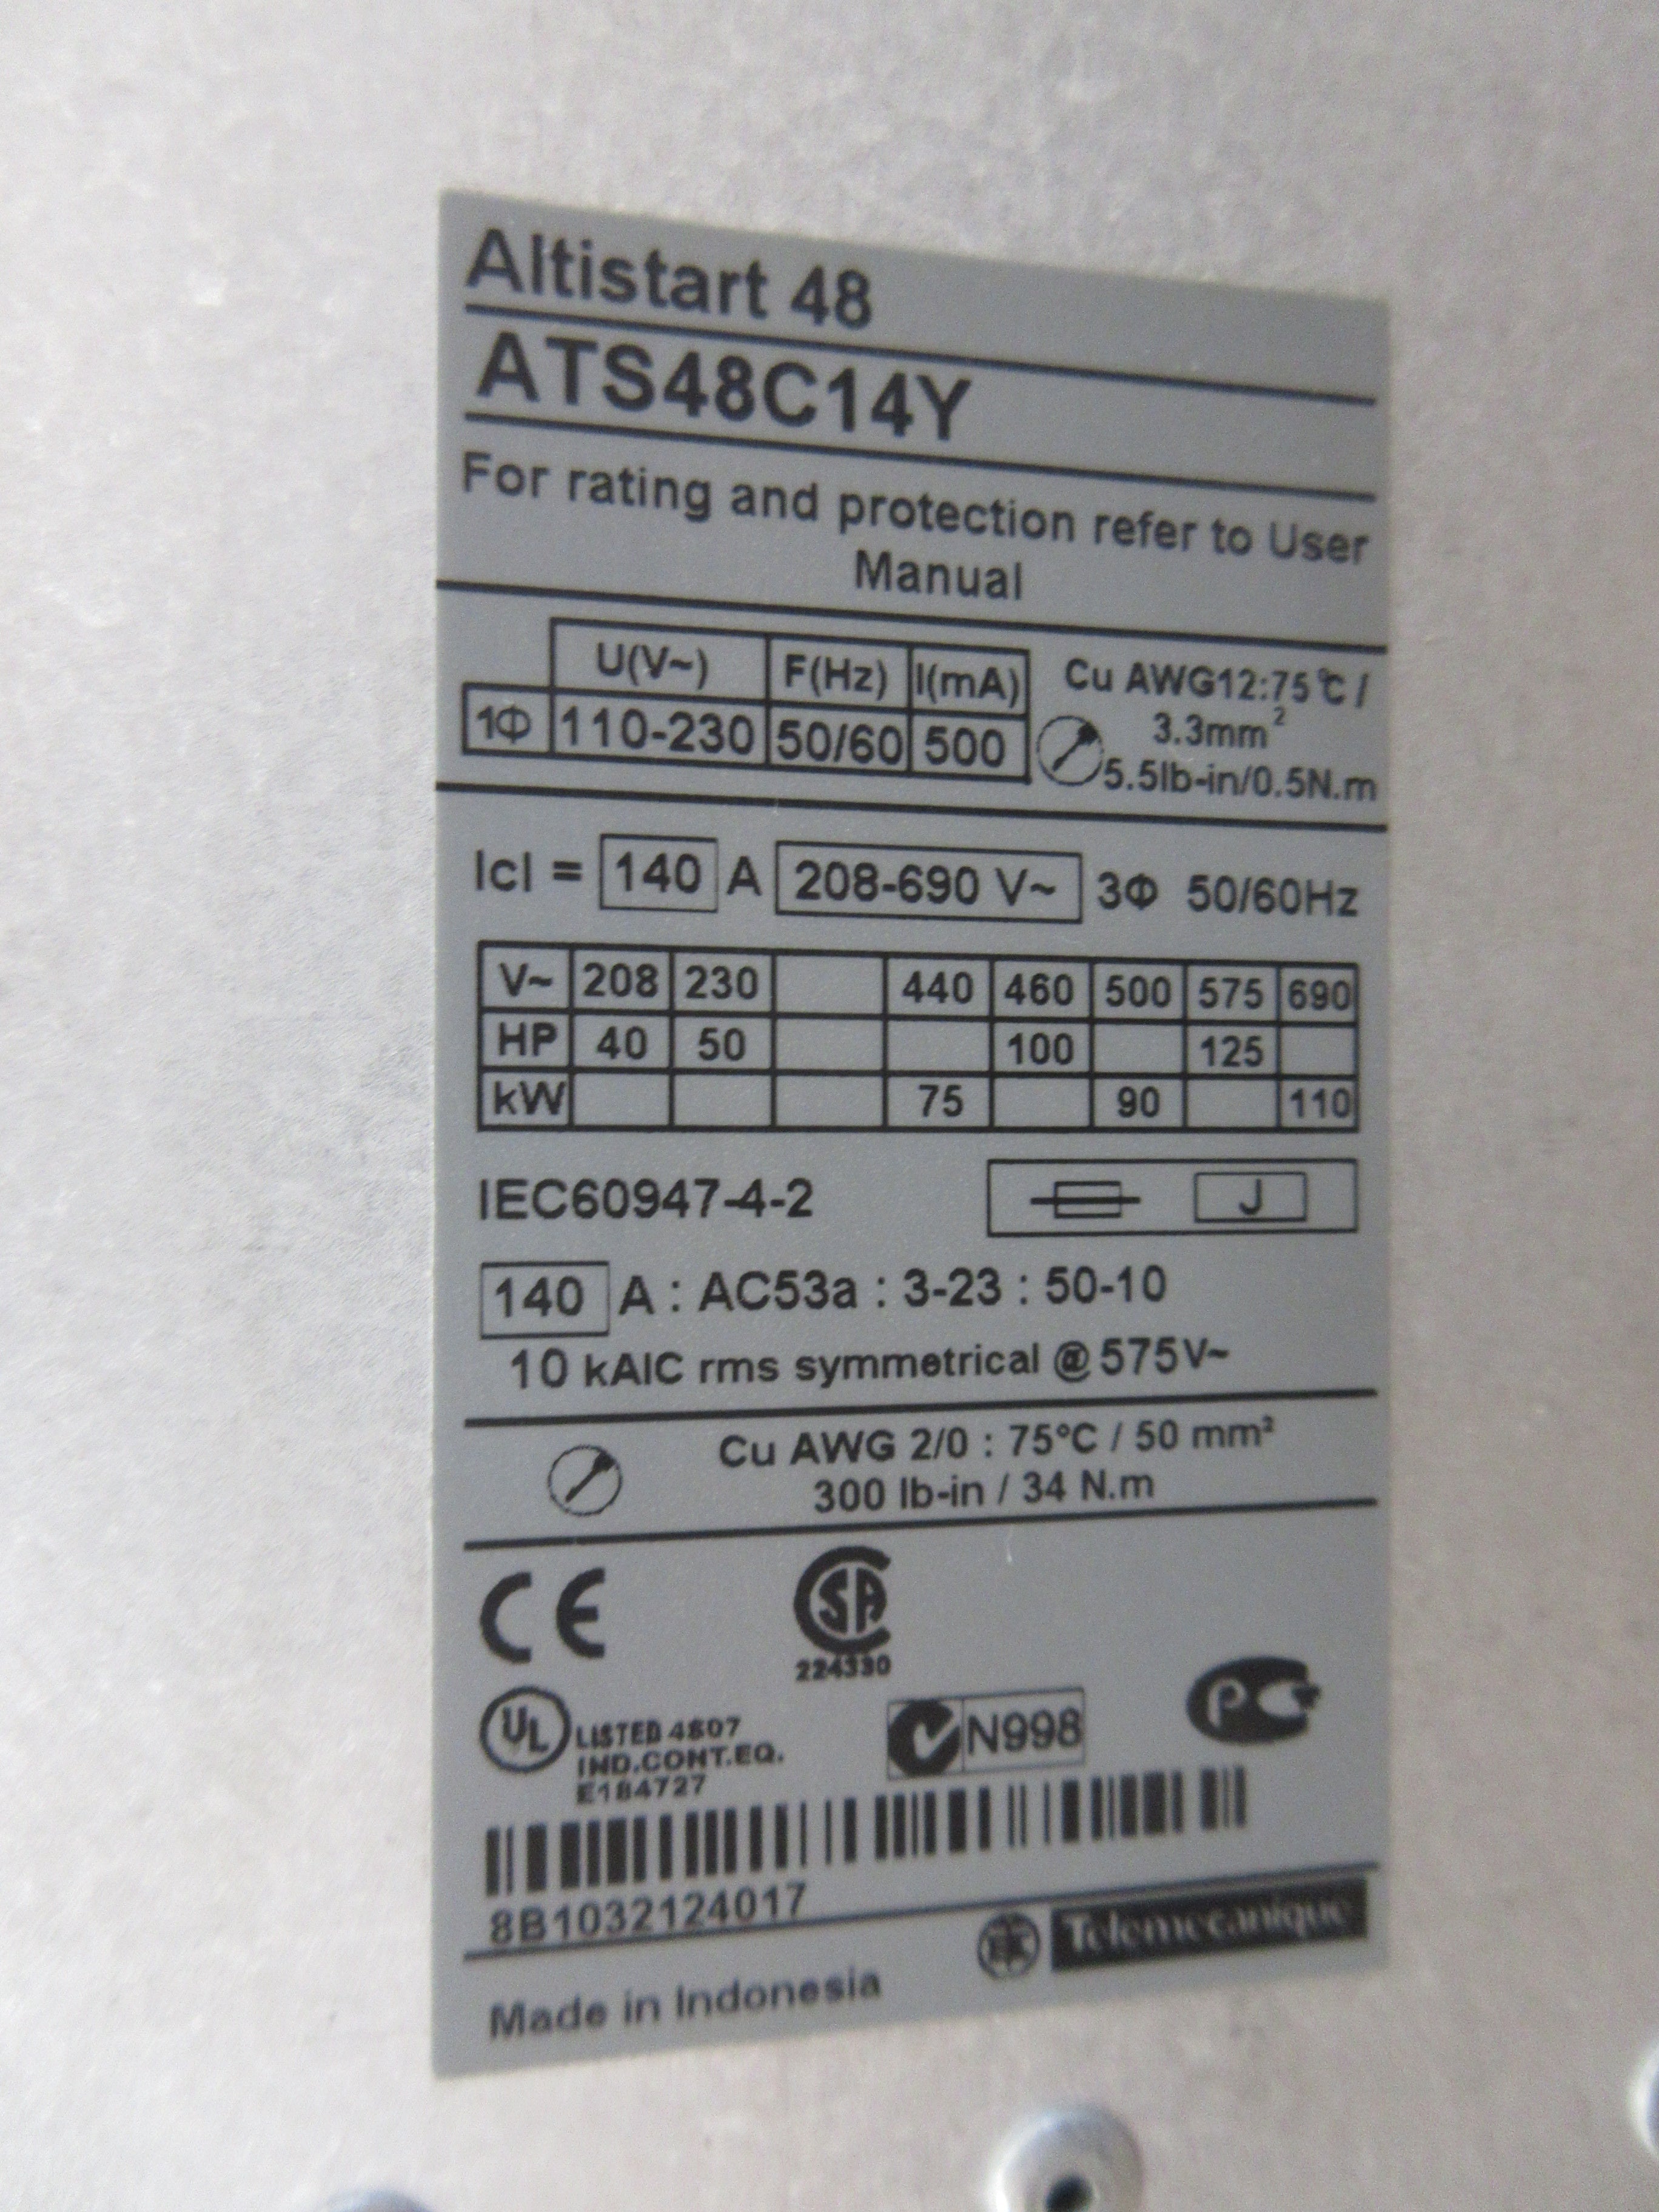 Altistart 48
ATS48C14Y
For rating and protection refer to User
Manual
U(V~) F(Hz) I(mA)
1Φ 110-230 50/60 500
Cu AWG12:75°C /
3.3mm²
5.5lb-in/0.5N.m
Icl = 140 A 208-690 V~ 3Φ 50/60Hz
V~ 208 230 440 460 500 575 690
HP 40 50 100 125
kW 75 90 110
IEC60947-4-2 J
140 A : AC53a : 3-23 : 50-10
10 kAIC rms symmetrical @ 575V~
Cu AWG 2/0 : 75°C / 50 mm²
300 lb-in / 34 N.m
CE SA
224330
UL LISTED 4807
IND.CONT.EQ.
E184727
N998
PC
8B1032124017
Telemecanique
Made in Indonesia